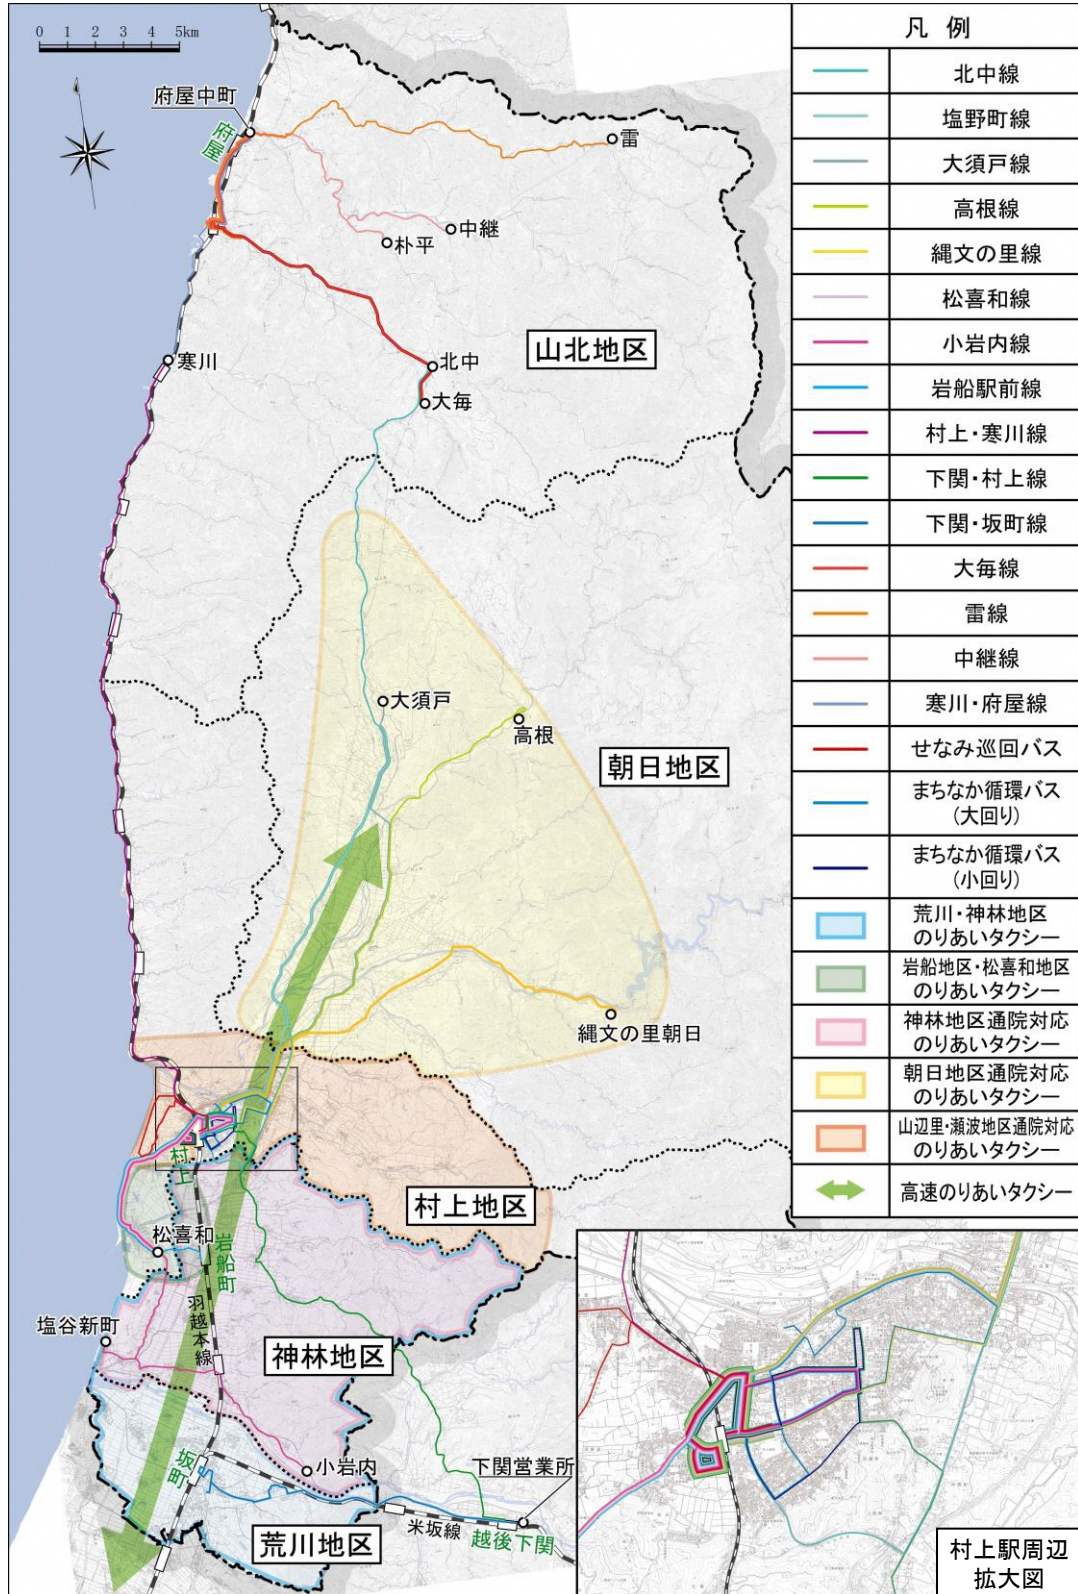 0 1 2 3 4 5km
府屋中町
府屋
雷
中継
朴平
北中
大毎
寒川
山北地区
大須戸
高根
朝日地区
縄文の里朝日
村上
村上地区
松喜和
岩船町
羽越本線
塩谷新町
神林地区
坂町
小岩内
下関営業所
米坂線
越後下関
荒川地区
凡 例
北中線
塩野町線
大須戸線
高根線
縄文の里線
松喜和線
小岩内線
岩船駅前線
村上・寒川線
下関・村上線
下関・坂町線
大毎線
雷線
中継線
寒川・府屋線
せなみ巡回バス
まちなか循環バス
(大回り)
まちなか循環バス
(小回り)
荒川・神林地区
のりあいタクシー
岩船地区・松喜和地区
のりあいタクシー
神林地区通院対応
のりあいタクシー
朝日地区通院対応
のりあいタクシー
山辺里・瀬波地区通院対応
のりあいタクシー
高速のりあいタクシー
村上駅周辺
拡大図